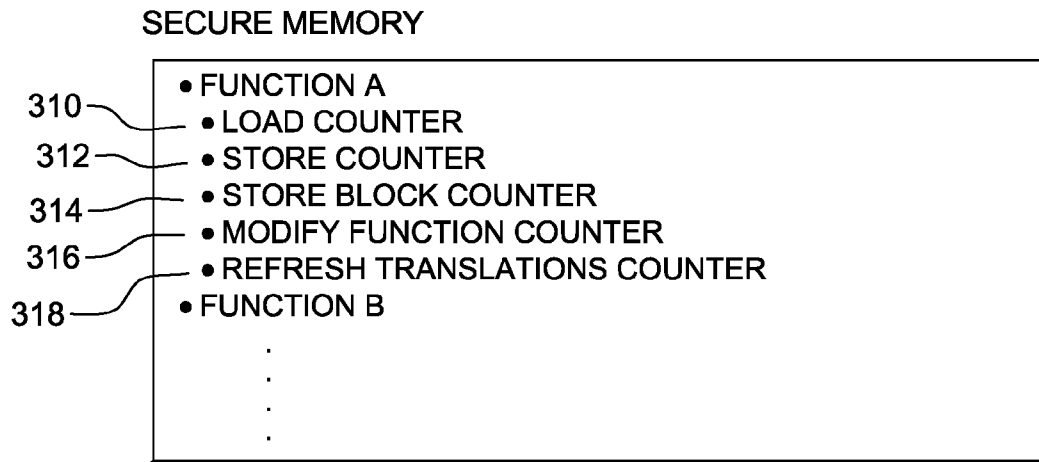 SECURE MEMORY
• FUNCTION A
310 • LOAD COUNTER
312 • STORE COUNTER
314 • STORE BLOCK COUNTER
316 • MODIFY FUNCTION COUNTER
318 • REFRESH TRANSLATIONS COUNTER
• FUNCTION B
.
.
.
.